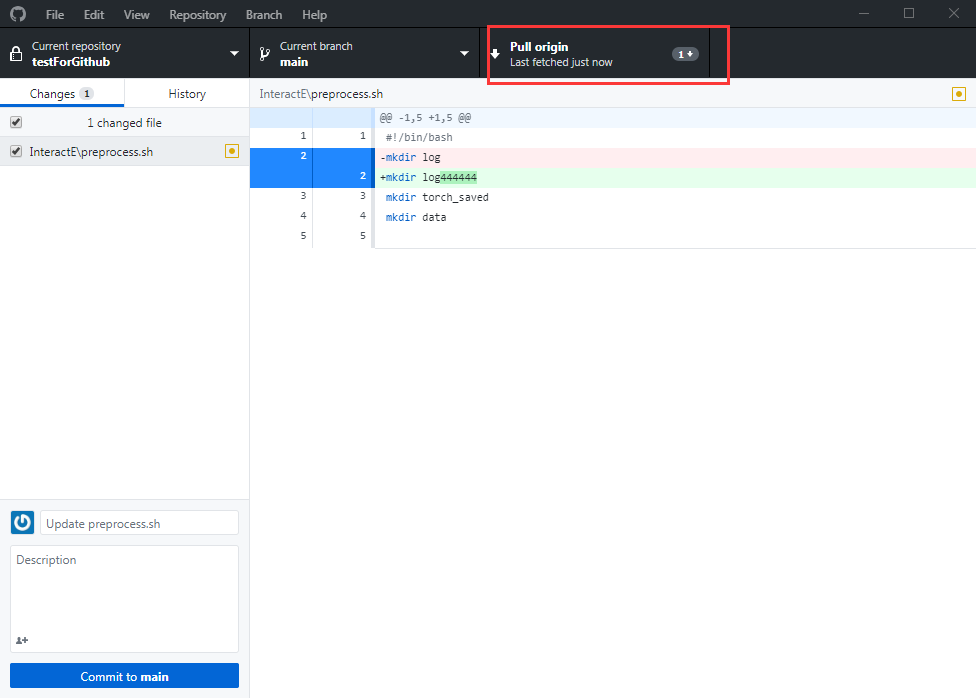 File Edit View Repository Branch Help
Current repository
testForGithub
Current branch
main
Pull origin
Last fetched just now
1
Changes 1
History
1 changed file
InteractE\preprocess.sh
InteractE\preprocess.sh
@@ -1,5 +1,5 @@
1 1 #!/bin/bash
2 -mkdir log
2 +mkdir log444444
3 3 mkdir torch_saved
4 4 mkdir data
5 5
Update preprocess.sh
Description
Commit to main